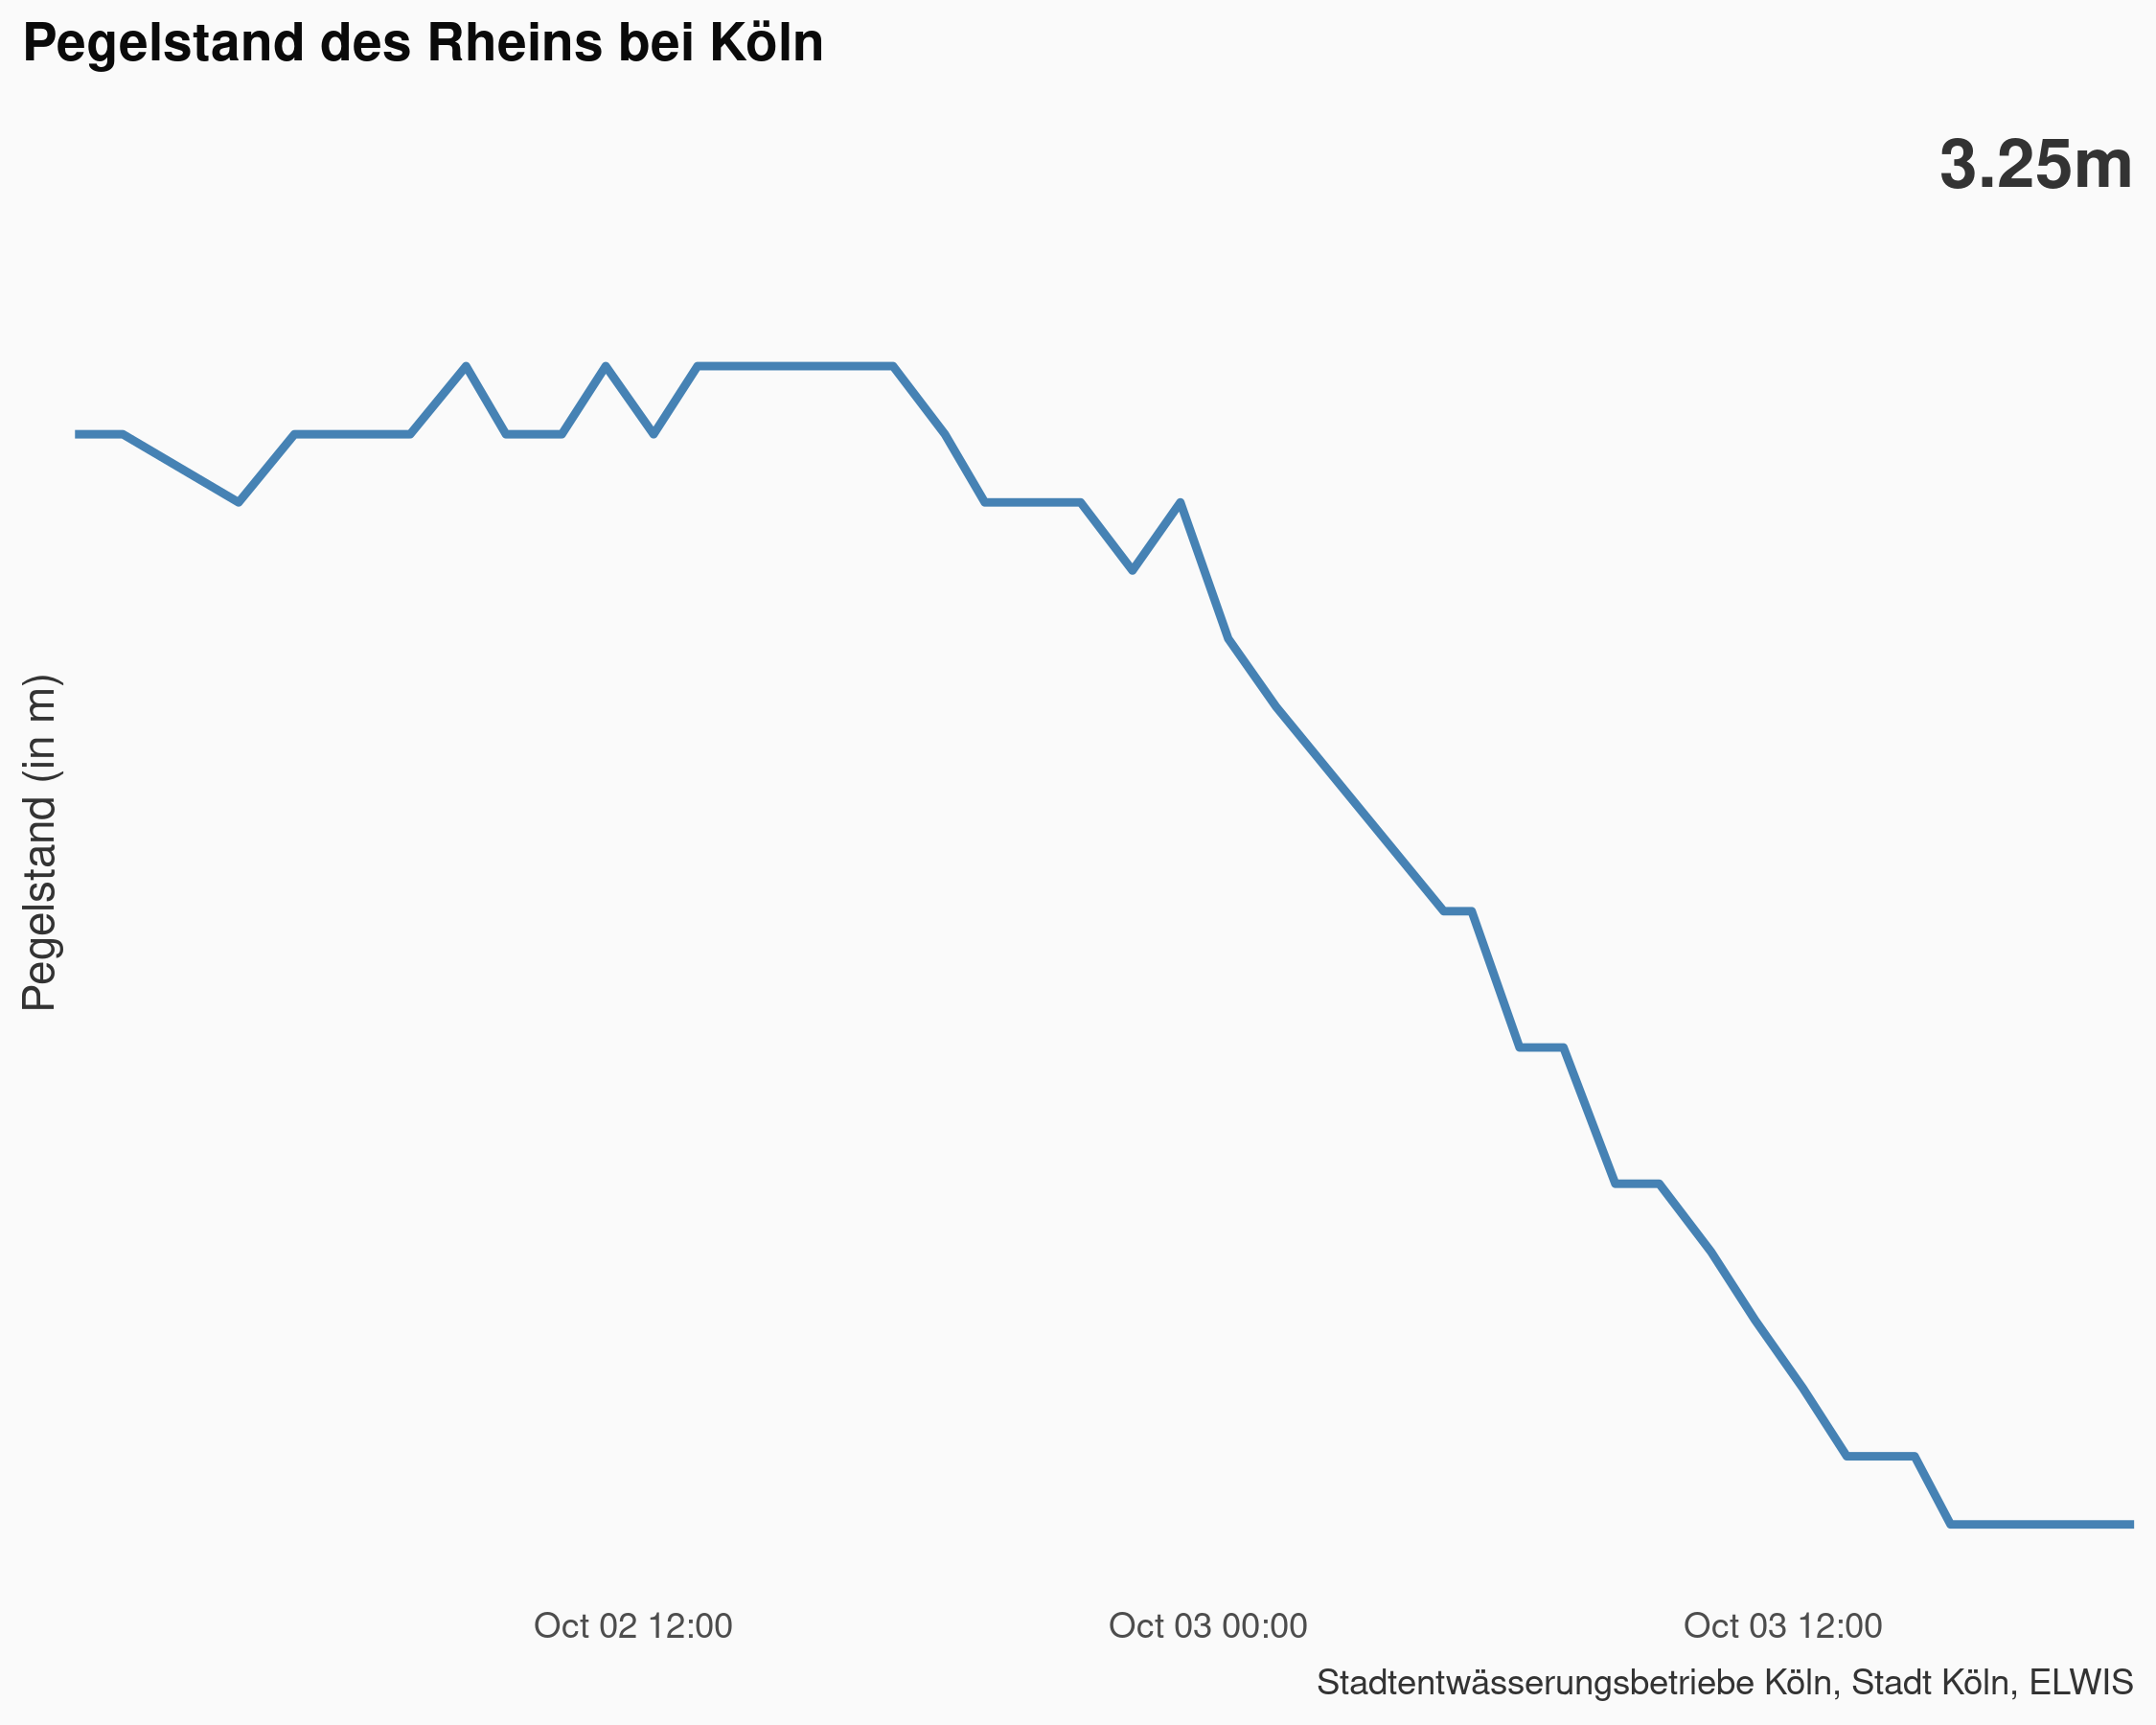 Pegelstand des Rheins bei Köln
3.25m
Pegelstand (in m)
Oct 02 12:00
Oct 03 00:00
Oct 03 12:00
Stadtentwässerungsbetriebe Köln, Stadt Köln, ELWIS